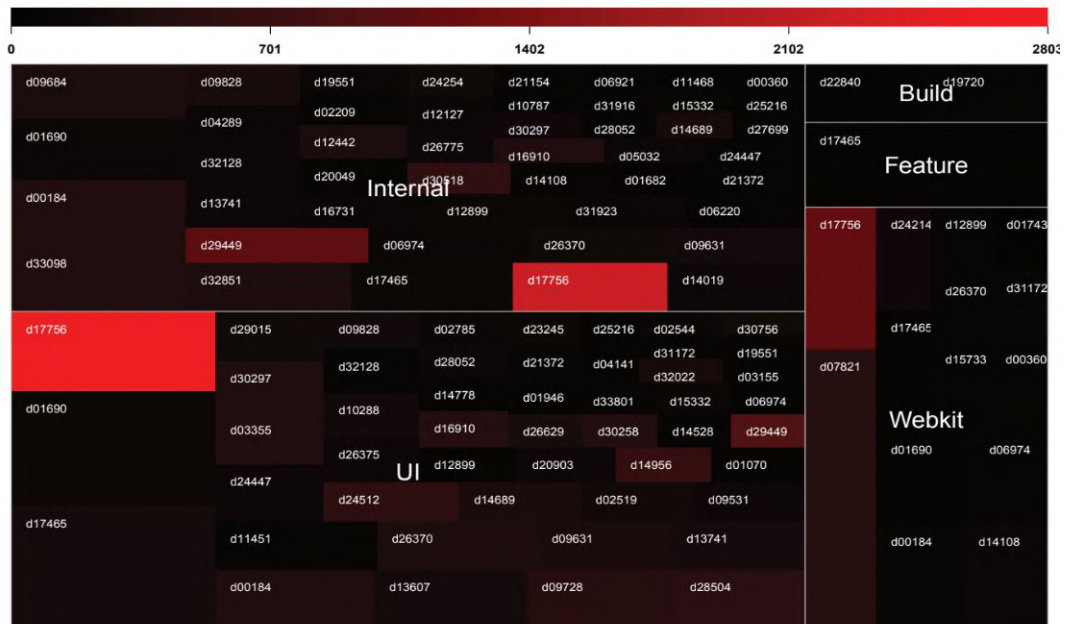 0 701 1402 2102 2803
d09684 d09828 d19551 d24254 d21154 d06921 d11468 d00360
d02209 d12127 d10787 d31916 d15332 d25216
d01690 d04289 d12442 d26775 d30297 d28052 d14689 d27699
d32128 d16910 d05032 d24447
d20049 d30518 d14108 d01682 d21372
Internal
d00184 d13741 d16731 d12899 d31923 d06220
d33098 d29449 d06974 d26370 d09631
d32851 d17465 d17756 d14019
d22840 d19720
Build
d17465
Feature
d17756 d29015 d09828 d02785 d23245 d25216 d02544 d30756
d32128 d28052 d21372 d04141 d31172 d19551
d30297 d32022 d03155
d01690 d10288 d14778 d01946 d33801 d15332 d06974
d03355 d16910 d26629 d30258 d14528 d29449
d26375 d12899 d20903 d14956 d01070
UI
d24447 d24512 d14689 d02519 d09531
d17465 d11451 d26370 d09631 d13741
d00184 d13607 d09728 d28504
d17756 d24214 d12899 d01743
d26370 d31172
d17465
d07821 d15733 d00360
Webkit
d01690 d06974
d00184 d14108